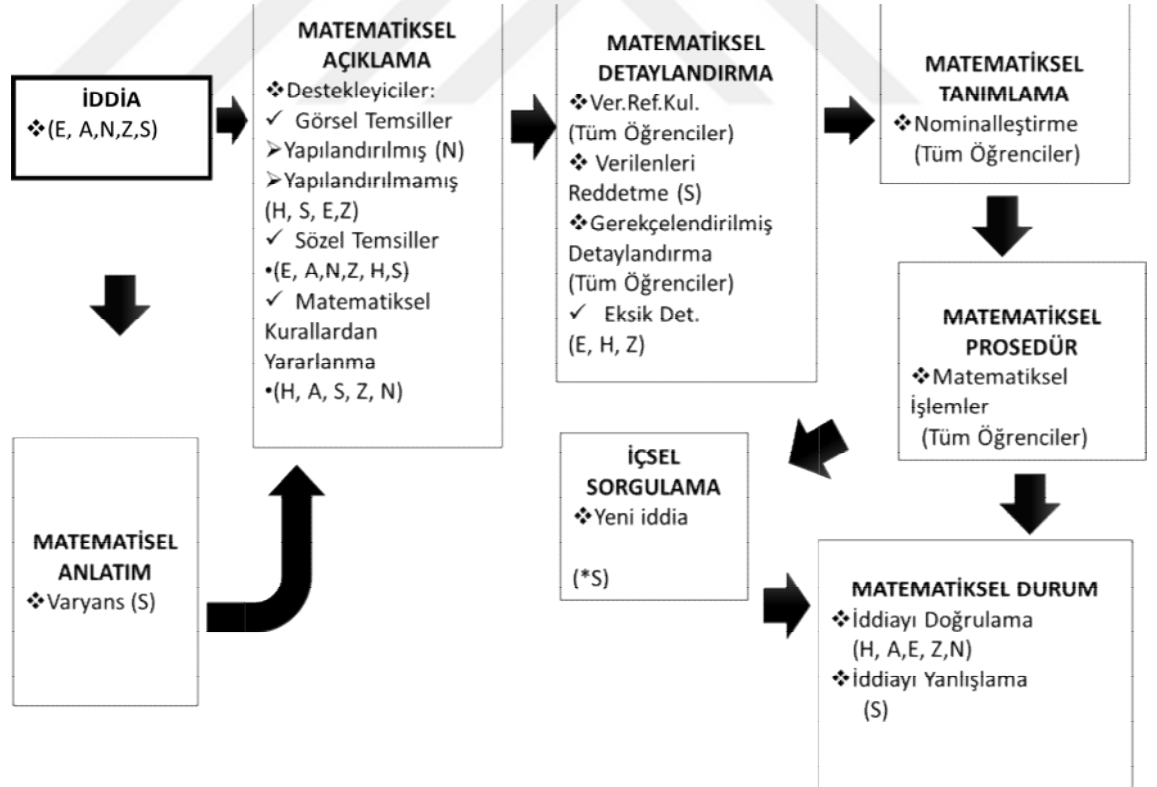 İDDİA
❖(E, A,N,Z,S)
MATEMATİKSEL
AÇIKLAMA
❖Destekleyiciler:
✓ Görsel Temsiller
➢Yapılandırılmış (N)
➢Yapılandırılmamış
(H, S, E,Z)
✓ Sözel Temsiller
•(E, A,N,Z, H,S)
✓ Matematiksel
Kurallardan
Yararlanma
•(H, A, S, Z, N)
MATEMATİKSEL
DETAYLANDIRMA
❖Ver.Ref.Kul.
(Tüm Öğrenciler)
❖ Verilenleri
Reddetme (S)
❖Gerekçelendirilmiş
Detaylandırma
(Tüm Öğrenciler)
✓ Eksik Det.
(E, H, Z)
MATEMATİKSEL
TANIMLAMA
❖Nominalleştirme
(Tüm Öğrenciler)
MATEMATİKSEL
PROSEDÜR
❖Matematiksel
İşlemler
(Tüm Öğrenciler)
İÇSEL
SORGULAMA
❖Yeni iddia
(*S)
MATEMATİSEL
ANLATIM
❖Varyans (S)
MATEMATİKSEL DURUM
❖İddiayı Doğrulama
(H, A,E, Z,N)
❖İddiayı Yanlışlama
(S)